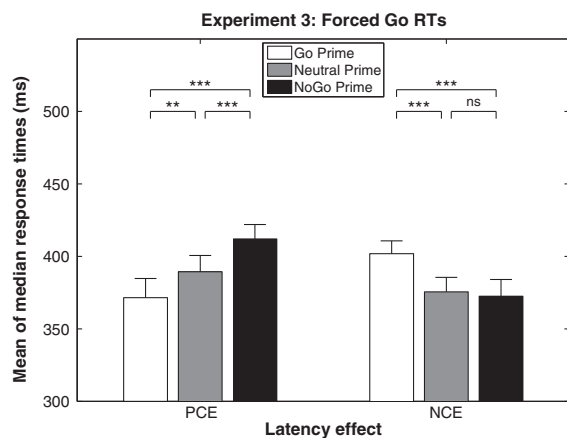 Experiment 3: Forced Go RTs
Go Prime
Neutral Prime
NoGo Prime
*** ***
** *** *** ns
Mean of median response times (ms)
500
450
400
350
300
PCE NCE
Latency effect